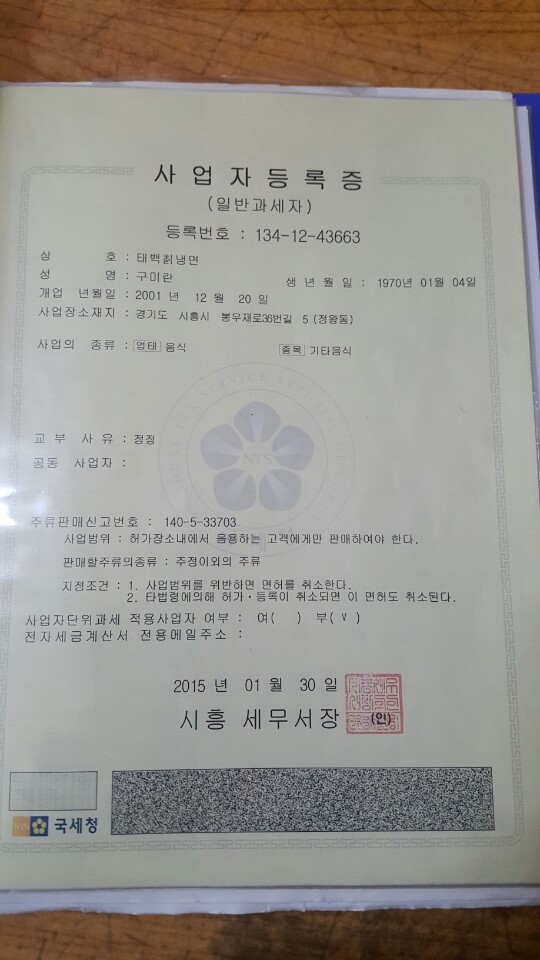 사업자등록증
(일반과세자)
등록번호 : 134-12-43663
상 호 : 태백칡냉면
성 명 : 구미란 생 년 월 일 : 1970년 01월 04일
개업 년월일 : 2001 년 12 월 20 일
사업장소재지 : 경기도 시흥시 봉우재로36번길 5 (정왕동)
사업의 종류 : 업태 음식 종목 기타음식
NTS
교 부 사 유 : 정정
공동 사업자 :
주류판매신고번호 : 140-5-33703
사업범위 : 허가장소내에서 음용하는 고객에게만 판매하여야 한다.
판매할주류의종류 : 주정이외의 주류
지정조건 : 1. 사업범위를 위반하면 면허를 취소한다.
2. 타법령에의해 허가·등록이 취소되면 이 면허도 취소된다.
사업자단위과세 적용사업자 여부 : 여( ) 부( v )
전자세금계산서 전용메일주소 :
2015 년 01 월 30 일
시흥 세무서장 (인)
NTS 국세청